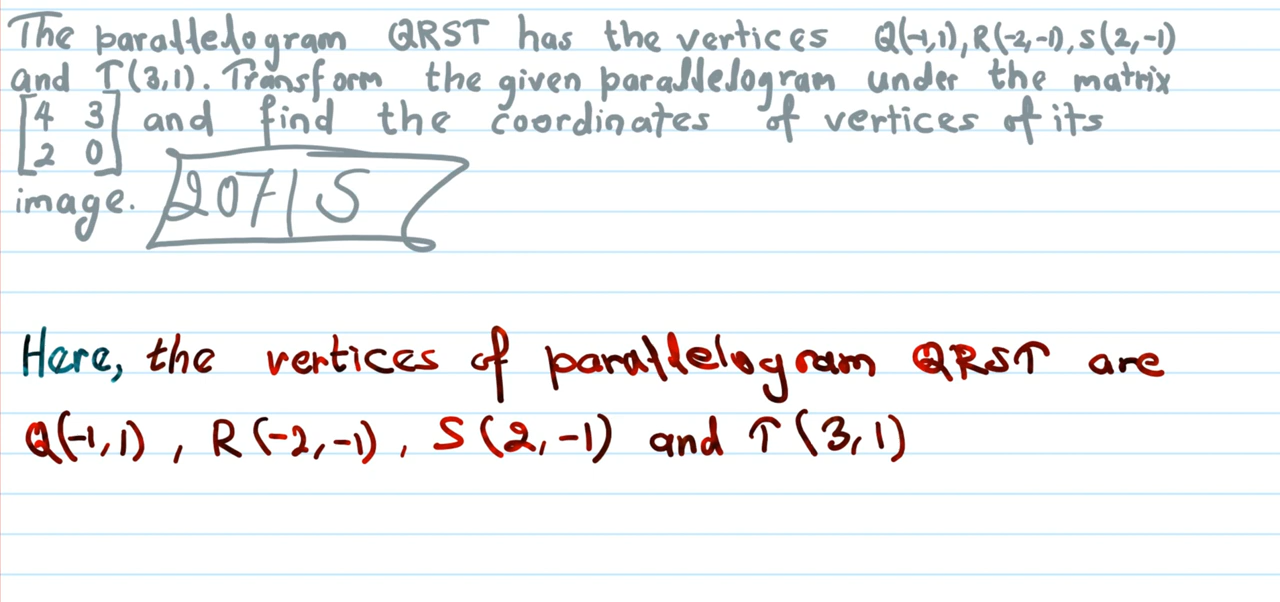 The parallelogram QRST has the vertices Q(-1,1), R(-2,-1), S(2,-1)
and T(3,1). Transform the given parallelogram under the matrix
[4 3
2 0] and find the coordinates of vertices of its
image. 2071 S
Here, the vertices of parallelogram QRST are
Q(-1,1), R(-2,-1), S(2,-1) and T(3,1)